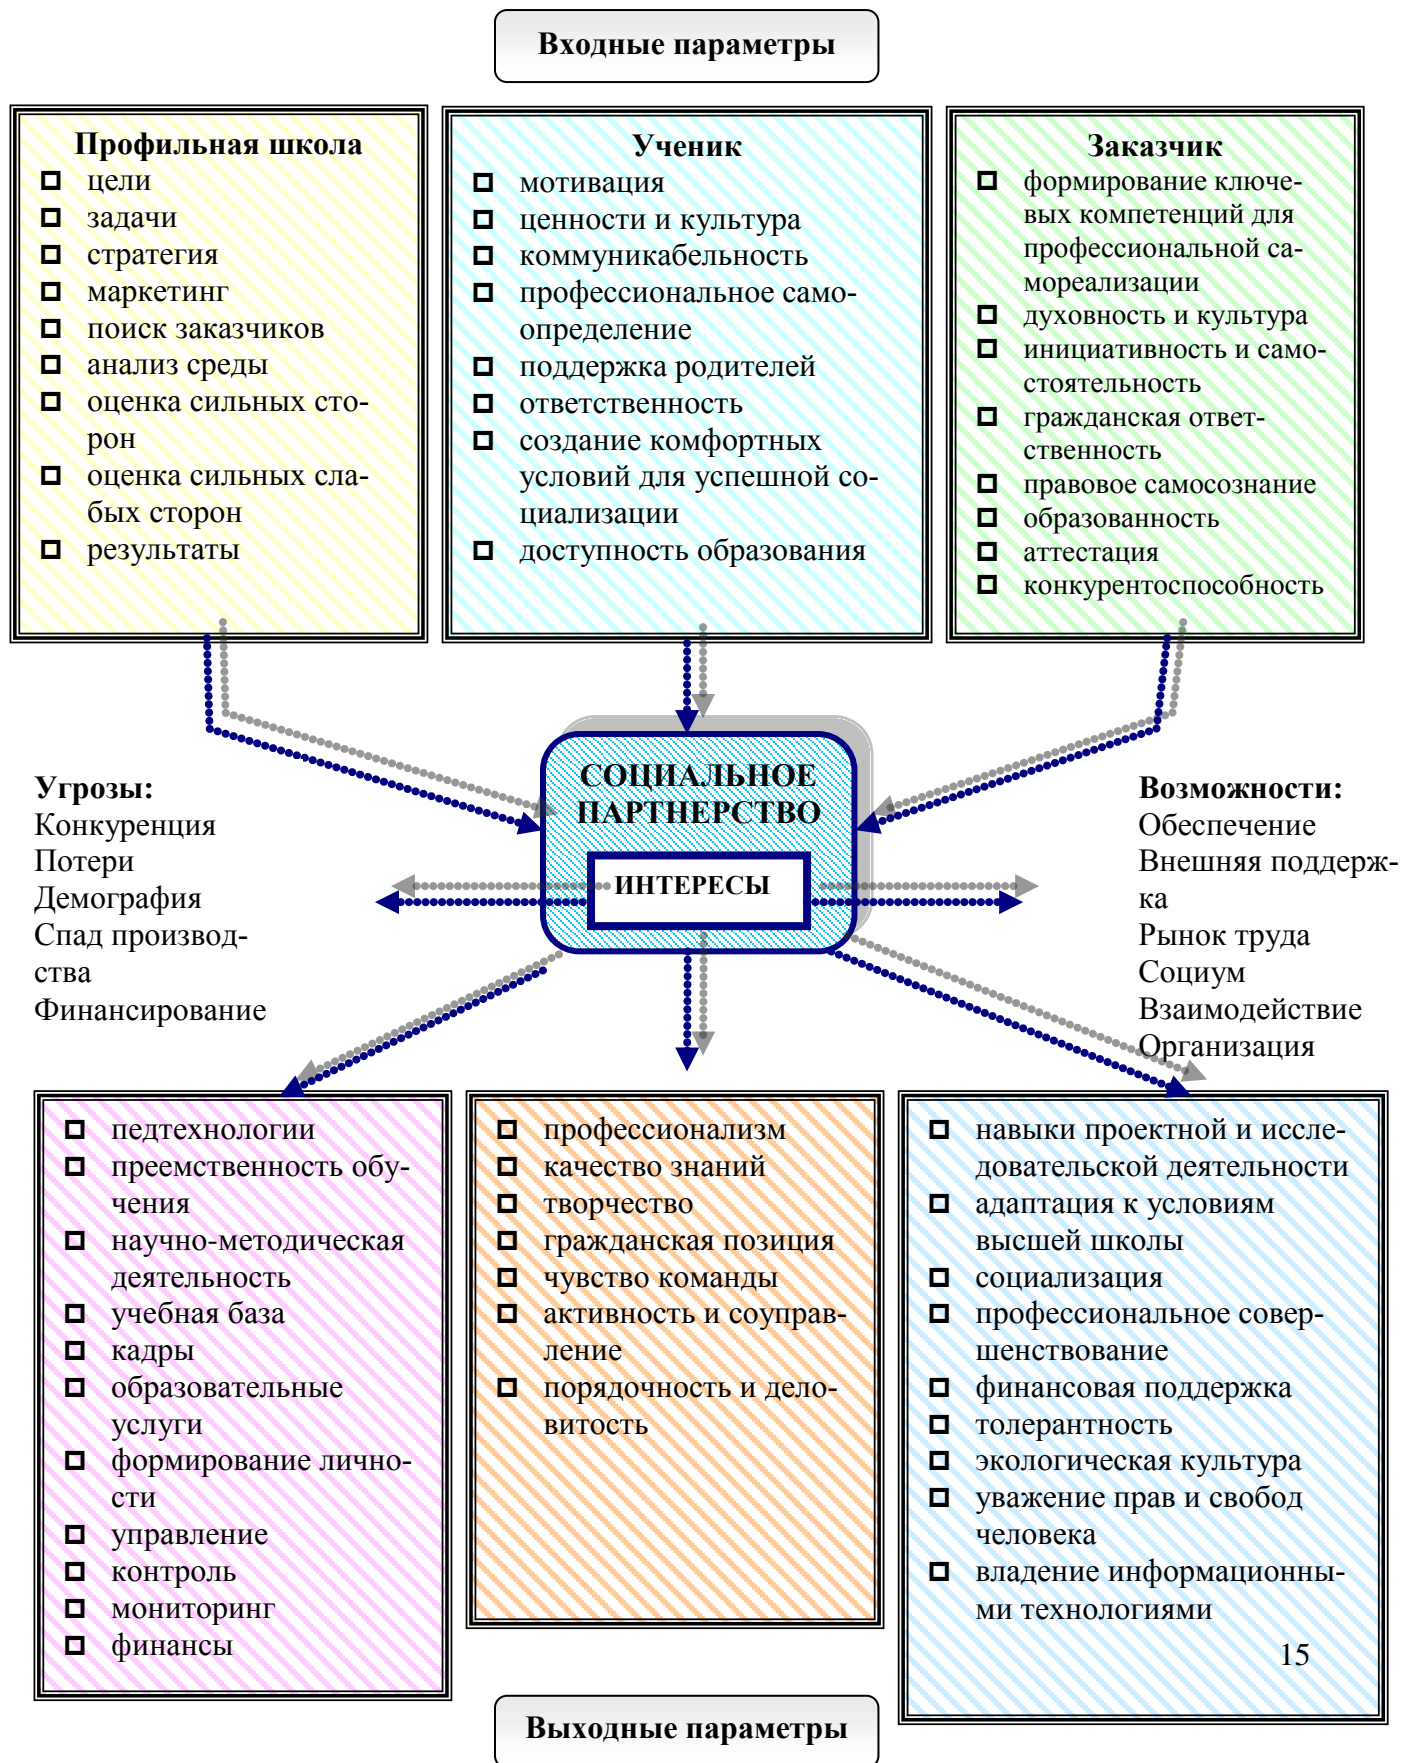 Входные параметры
Профильная школа
цели
задачи
стратегия
маркетинг
поиск заказчиков
анализ среды
оценка сильных сто-
рон
оценка сильных сла-
бых сторон
результаты
Ученик
мотивация
ценности и культура
коммуникабельность
профессиональное само-
определение
поддержка родителей
ответственность
создание комфортных
условий для успешной со-
циализации
доступность образования
Заказчик
формирование ключе-
вых компетенций для
профессиональной са-
мореализации
духовность и культура
инициативность и само-
стоятельность
гражданская ответ-
ственность
правовое самосознание
образованность
аттестация
конкурентоспособность
Угрозы:
Конкуренция
Потери
Демография
Спад производ-
ства
Финансирование
СОЦИАЛЬНОЕ
ПАРТНЕРСТВО
ИНТЕРЕСЫ
Возможности:
Обеспечение
Внешняя поддерж-
ка
Рынок труда
Социум
Взаимодействие
Организация
педтехнологии
преемственность обу-
чения
научно-методическая
деятельность
учебная база
кадры
образовательные
услуги
формирование лично-
сти
управление
контроль
мониторинг
финансы
профессионализм
качество знаний
творчество
гражданская позиция
чувство команды
активность и соуправ-
ление
порядочность и дело-
витость
навыки проектной и иссле-
довательской деятельности
адаптация к условиям
высшей школы
социализация
профессиональное совер-
шенствование
финансовая поддержка
толерантность
экологическая культура
уважение прав и свобод
человека
владение информационны-
ми технологиями
15
Выходные параметры